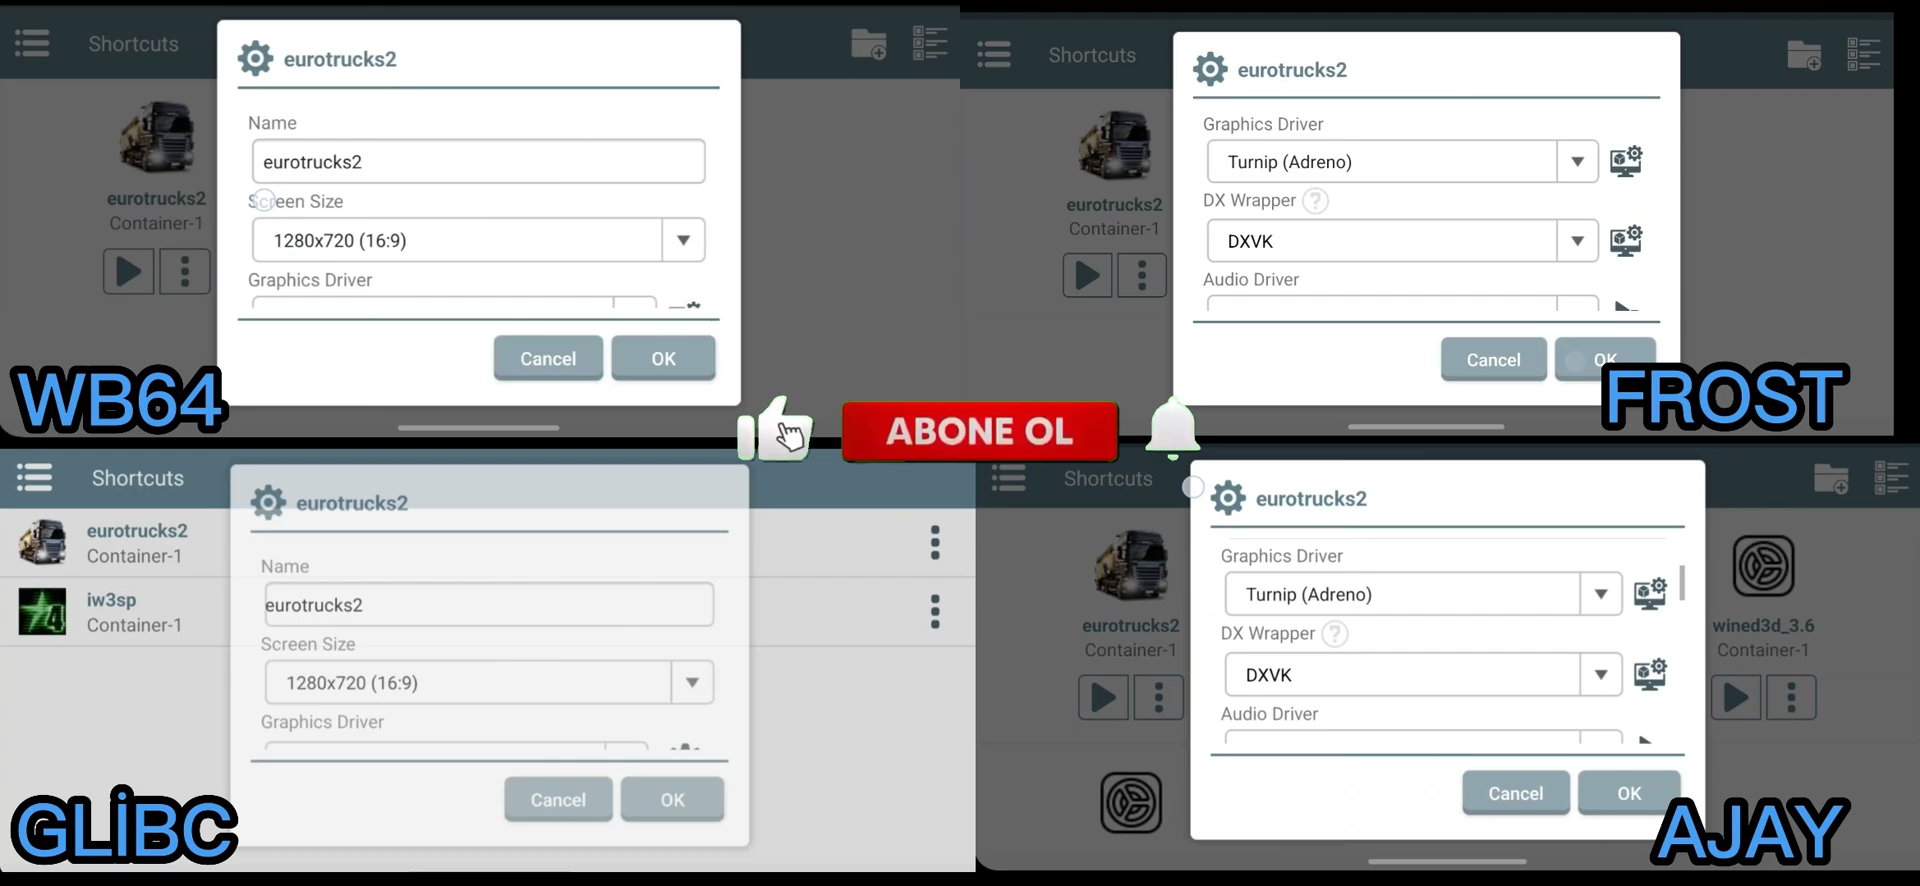 Shortcuts
eurotrucks2
Name
eurotrucks2
Screen Size
1280x720 (16:9)
Graphics Driver
Cancel
OK
eurotrucks2
Container-1
WB64
Shortcuts
eurotrucks2
Graphics Driver
Turnip (Adreno)
DX Wrapper ?
DXVK
Audio Driver
Cancel
OK
eurotrucks2
Container-1
FROST
ABONE OL
Shortcuts
eurotrucks2
Container-1
iw3sp
Container-1
eurotrucks2
Name
eurotrucks2
Screen Size
1280x720 (16:9)
Graphics Driver
Cancel
OK
GLİBC
Shortcuts
eurotrucks2
Graphics Driver
Turnip (Adreno)
DX Wrapper ?
DXVK
Audio Driver
Cancel
OK
eurotrucks2
Container-1
wined3d_3.6
Container-1
AJAY